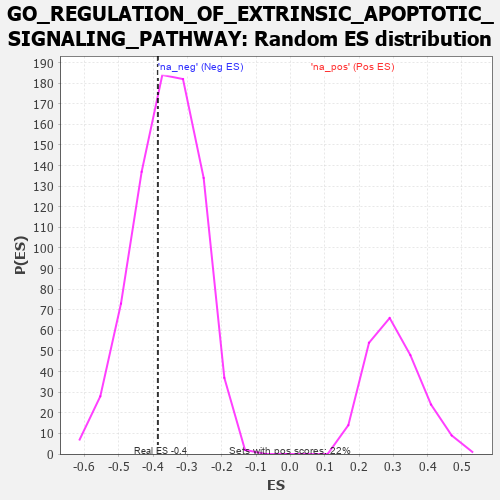 GO_REGULATION_OF_EXTRINSIC_APOPTOTIC_
SIGNALING_PATHWAY: Random ES distribution
'na_neg' (Neg ES)
'na_pos' (Pos ES)
190
180
170
160
150
140
130
120
110
100
90
80
70
60
50
40
30
20
10
0
P(ES)
Real ES -0.4
Sets with pos scores: 22%
-0.6 -0.5 -0.4 -0.3 -0.2 -0.1 0.0 0.1 0.2 0.3 0.4 0.5
ES